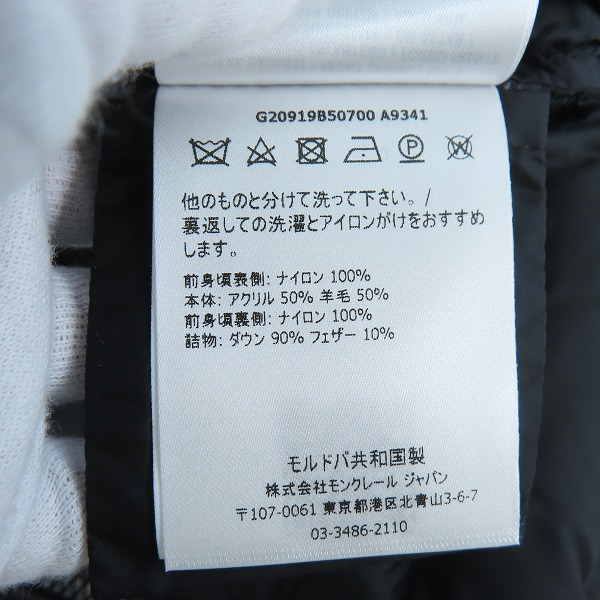 G20919B50700 A9341
P
W
他のものと分けて洗って下さい。/
裏返しての洗濯とアイロンがけをおすすめ
します。
前身頃表側: ナイロン 100%
本体: アクリル 50% 羊毛 50%
前身頃裏側: ナイロン 100%
詰物: ダウン 90% フェザー 10%
モルドバ共和国製
株式会社モンクレール ジャパン
〒107-0061 東京都港区北青山3-6-7
03-3486-2110